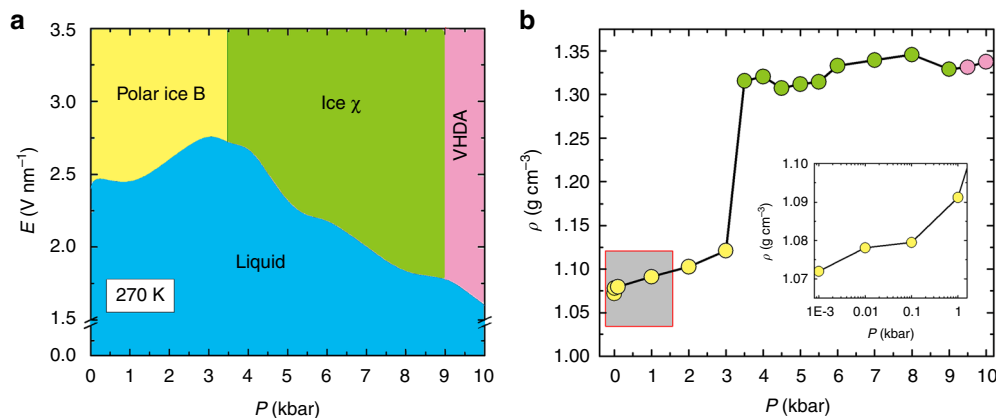 a
3.5
3.0
2.5
2.0
1.5
0.0
E (V nm⁻¹)
Polar ice B
Ice χ
VHDA
Liquid
270 K
0 1 2 3 4 5 6 7 8 9 10
P (kbar)
b
1.35
1.30
1.25
1.20
1.15
1.10
1.05
1.00
ρ (g cm⁻³)
0 1 2 3 4 5 6 7 8 9 10
P (kbar)
1.10
1.09
1.08
1.07
ρ (g cm⁻³)
1E-3 0.01 0.1 1
P (kbar)